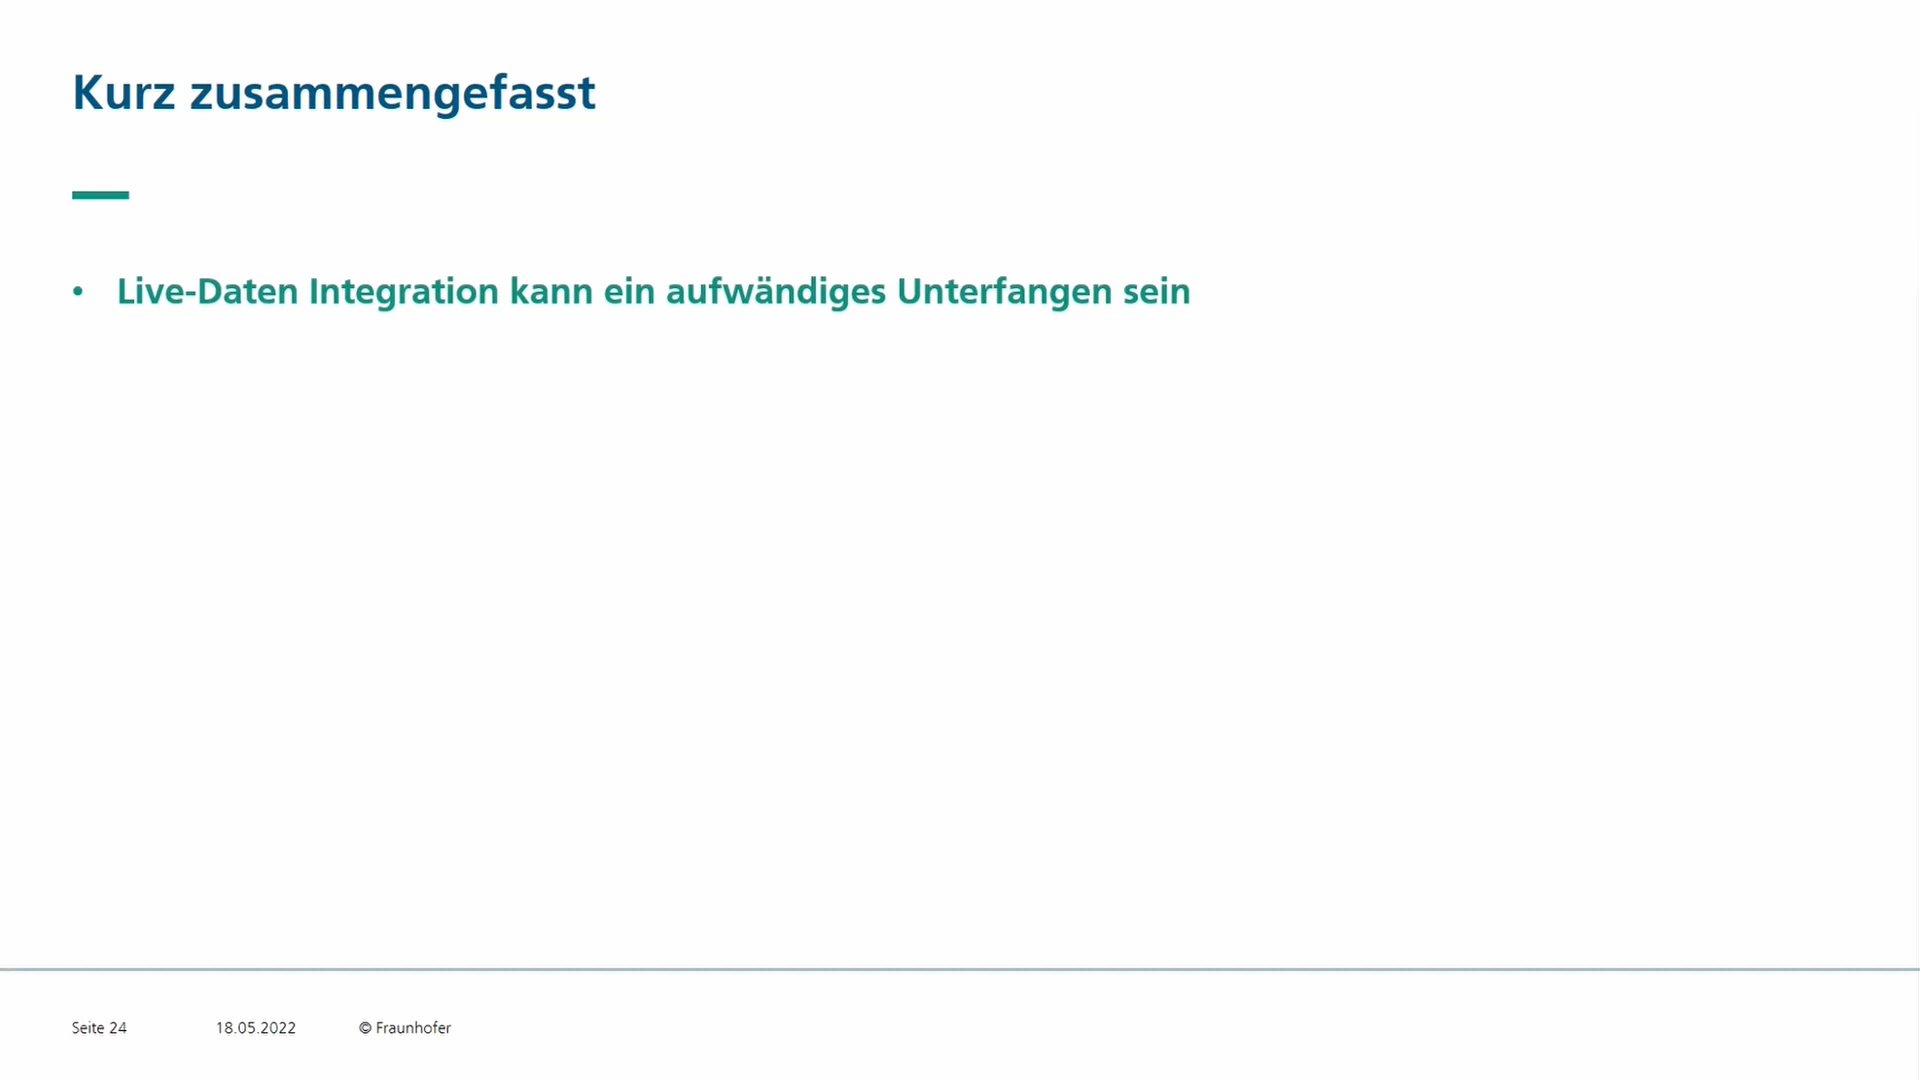 Kurz zusammengefasst
• Live-Daten Integration kann ein aufwändiges Unterfangen sein
Seite 24 18.05.2022 © Fraunhofer